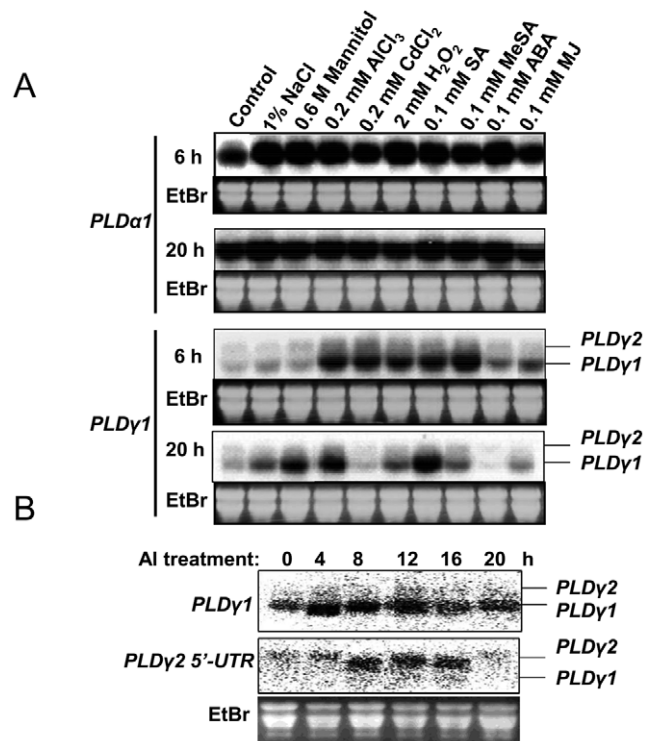 A
Control
1% NaCl
0.6 M Mannitol
0.2 mM AlCl3
0.2 mM CdCl2
2 mM H2O2
0.1 mM SA
0.1 mM MeSA
0.1 mM ABA
0.1 mM MJ
PLDα1
6 h
EtBr
20 h
EtBr
PLDγ1
6 h
PLDγ2
PLDγ1
EtBr
20 h
PLDγ2
PLDγ1
EtBr
B
Al treatment: 0 4 8 12 16 20 h
PLDγ1
PLDγ2
PLDγ1
PLDγ2 5’-UTR
PLDγ2
PLDγ1
EtBr